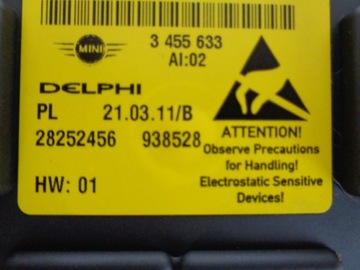 MINI
3 455 633
AI:02
DELPHI
PL 21.03.11/B
28252456 938528
HW: 01
ATTENTION!
Observe Precautions
for Handling!
Electrostatic Sensitive
Devices!